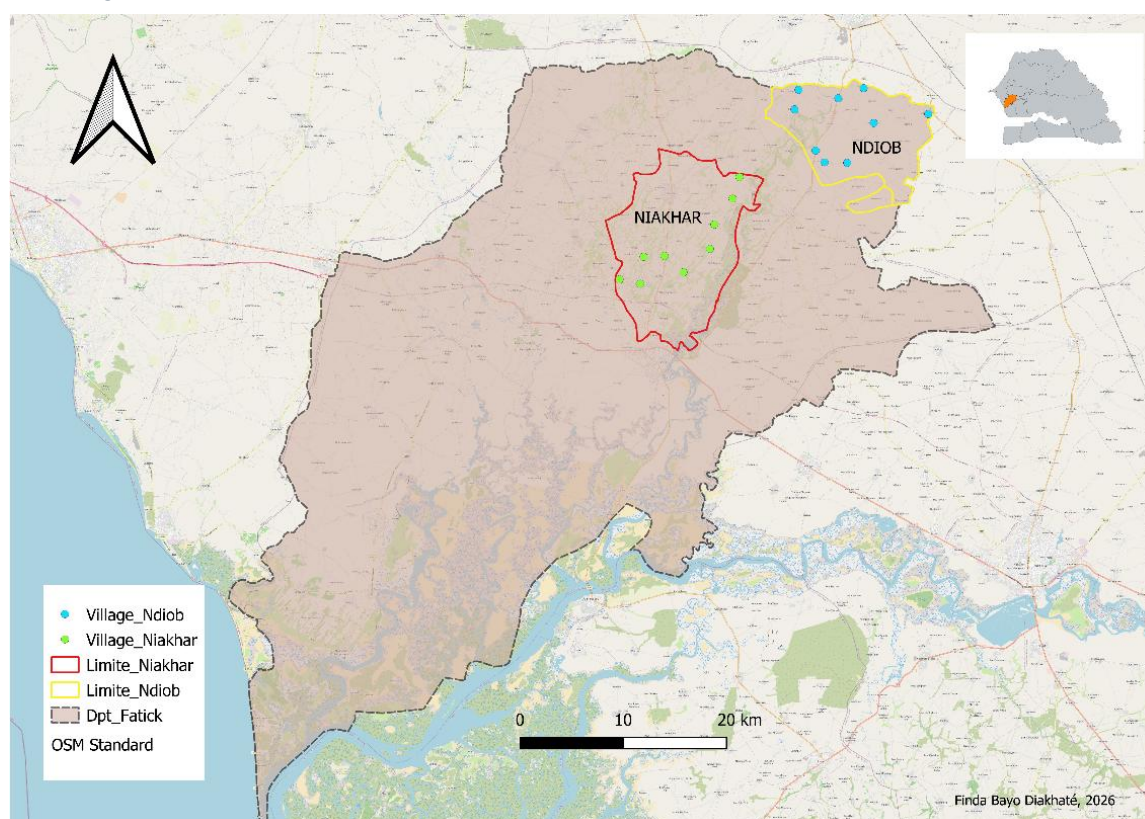 NDIOB
NIAKHAR
Village_Ndiob
Village_Niakhar
Limite_Niakhar
Limite_Ndiob
Dpt_Fatick
OSM Standard
0 10 20 km
Finda Bayo Diakhaté, 2026